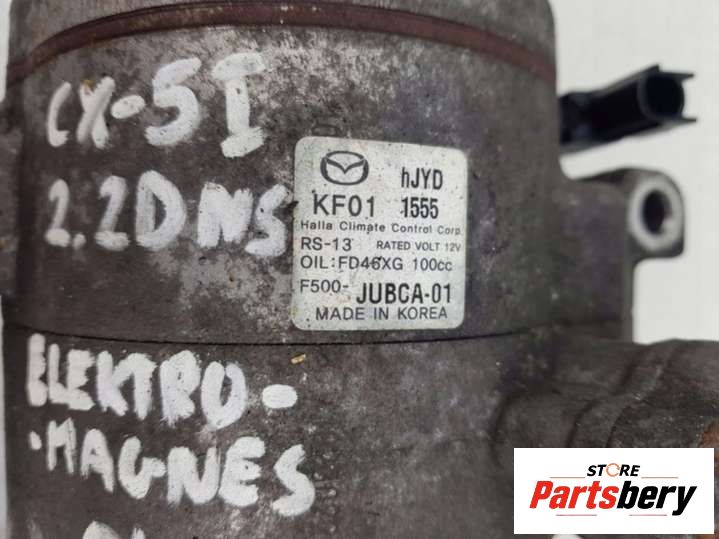 CX-5 I
2.2D NS
hJYD
KF01 1555
Halla Climate Control Corp.
RS-13 RATED VOLT 12V
OIL:FD46XG 100cc
F500-JUBCA-01
MADE IN KOREA
ELEKTRO-
-MAGNES
STORE
Partsbery